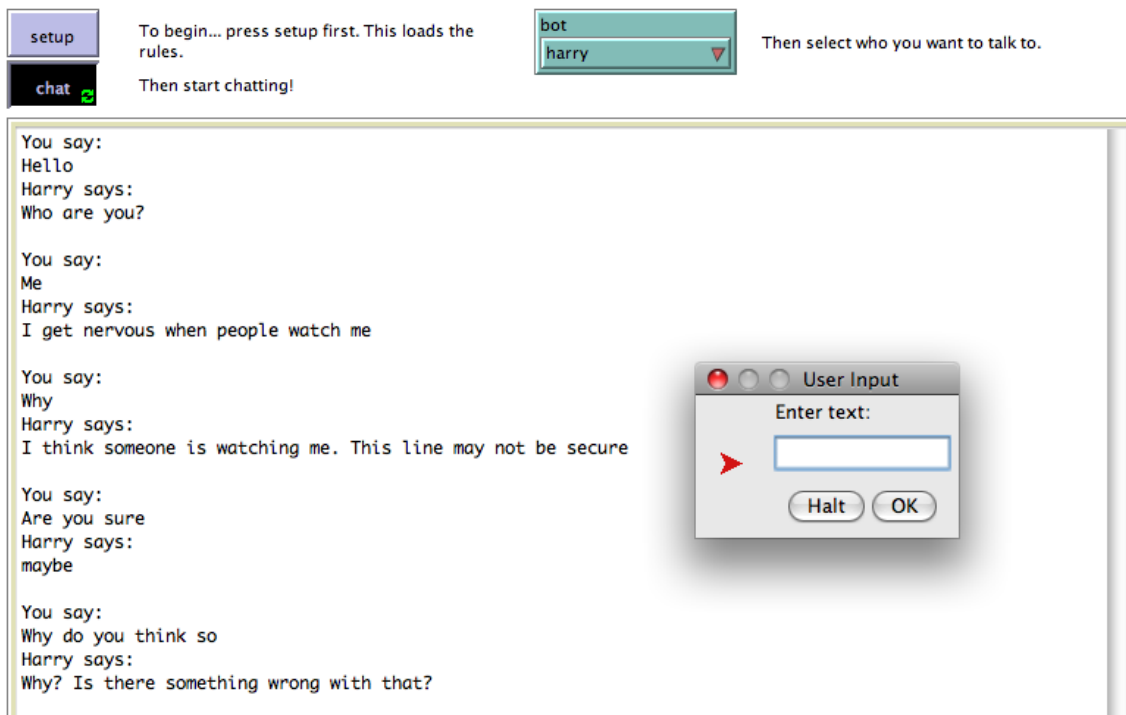 setup
To begin... press setup first. This loads the
rules.
bot
harry
Then select who you want to talk to.
chat
Then start chatting!
You say:
Hello
Harry says:
Who are you?
You say:
Me
Harry says:
I get nervous when people watch me
You say:
Why
Harry says:
I think someone is watching me. This line may not be secure
You say:
Are you sure
Harry says:
maybe
You say:
Why do you think so
Harry says:
Why? Is there something wrong with that?
User Input
Enter text:
Halt
OK